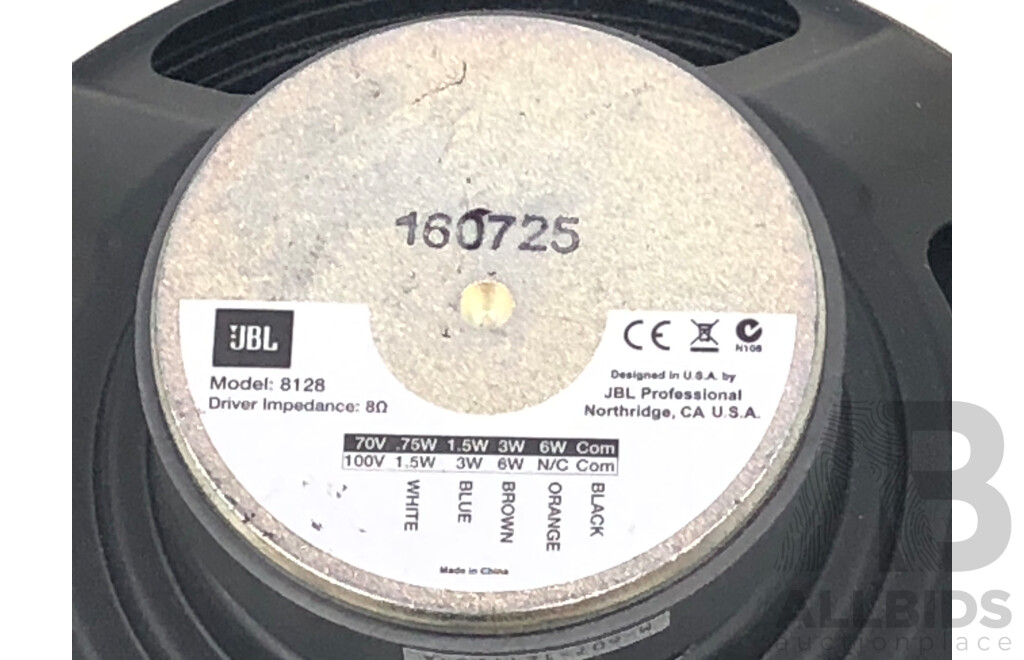 160725
JBL
CE
N108
Model: 8128
Driver Impedance: 8Ω
Designed in U.S.A. by
JBL Professional
Northridge, CA U.S.A.
70V .75W 1.5W 3W 6W Com
100V 1.5W 3W 6W N/C Com
WHITE
BLUE
BROWN
ORANGE
BLACK
Made in China
AB
ALLBIDS
auctionplace